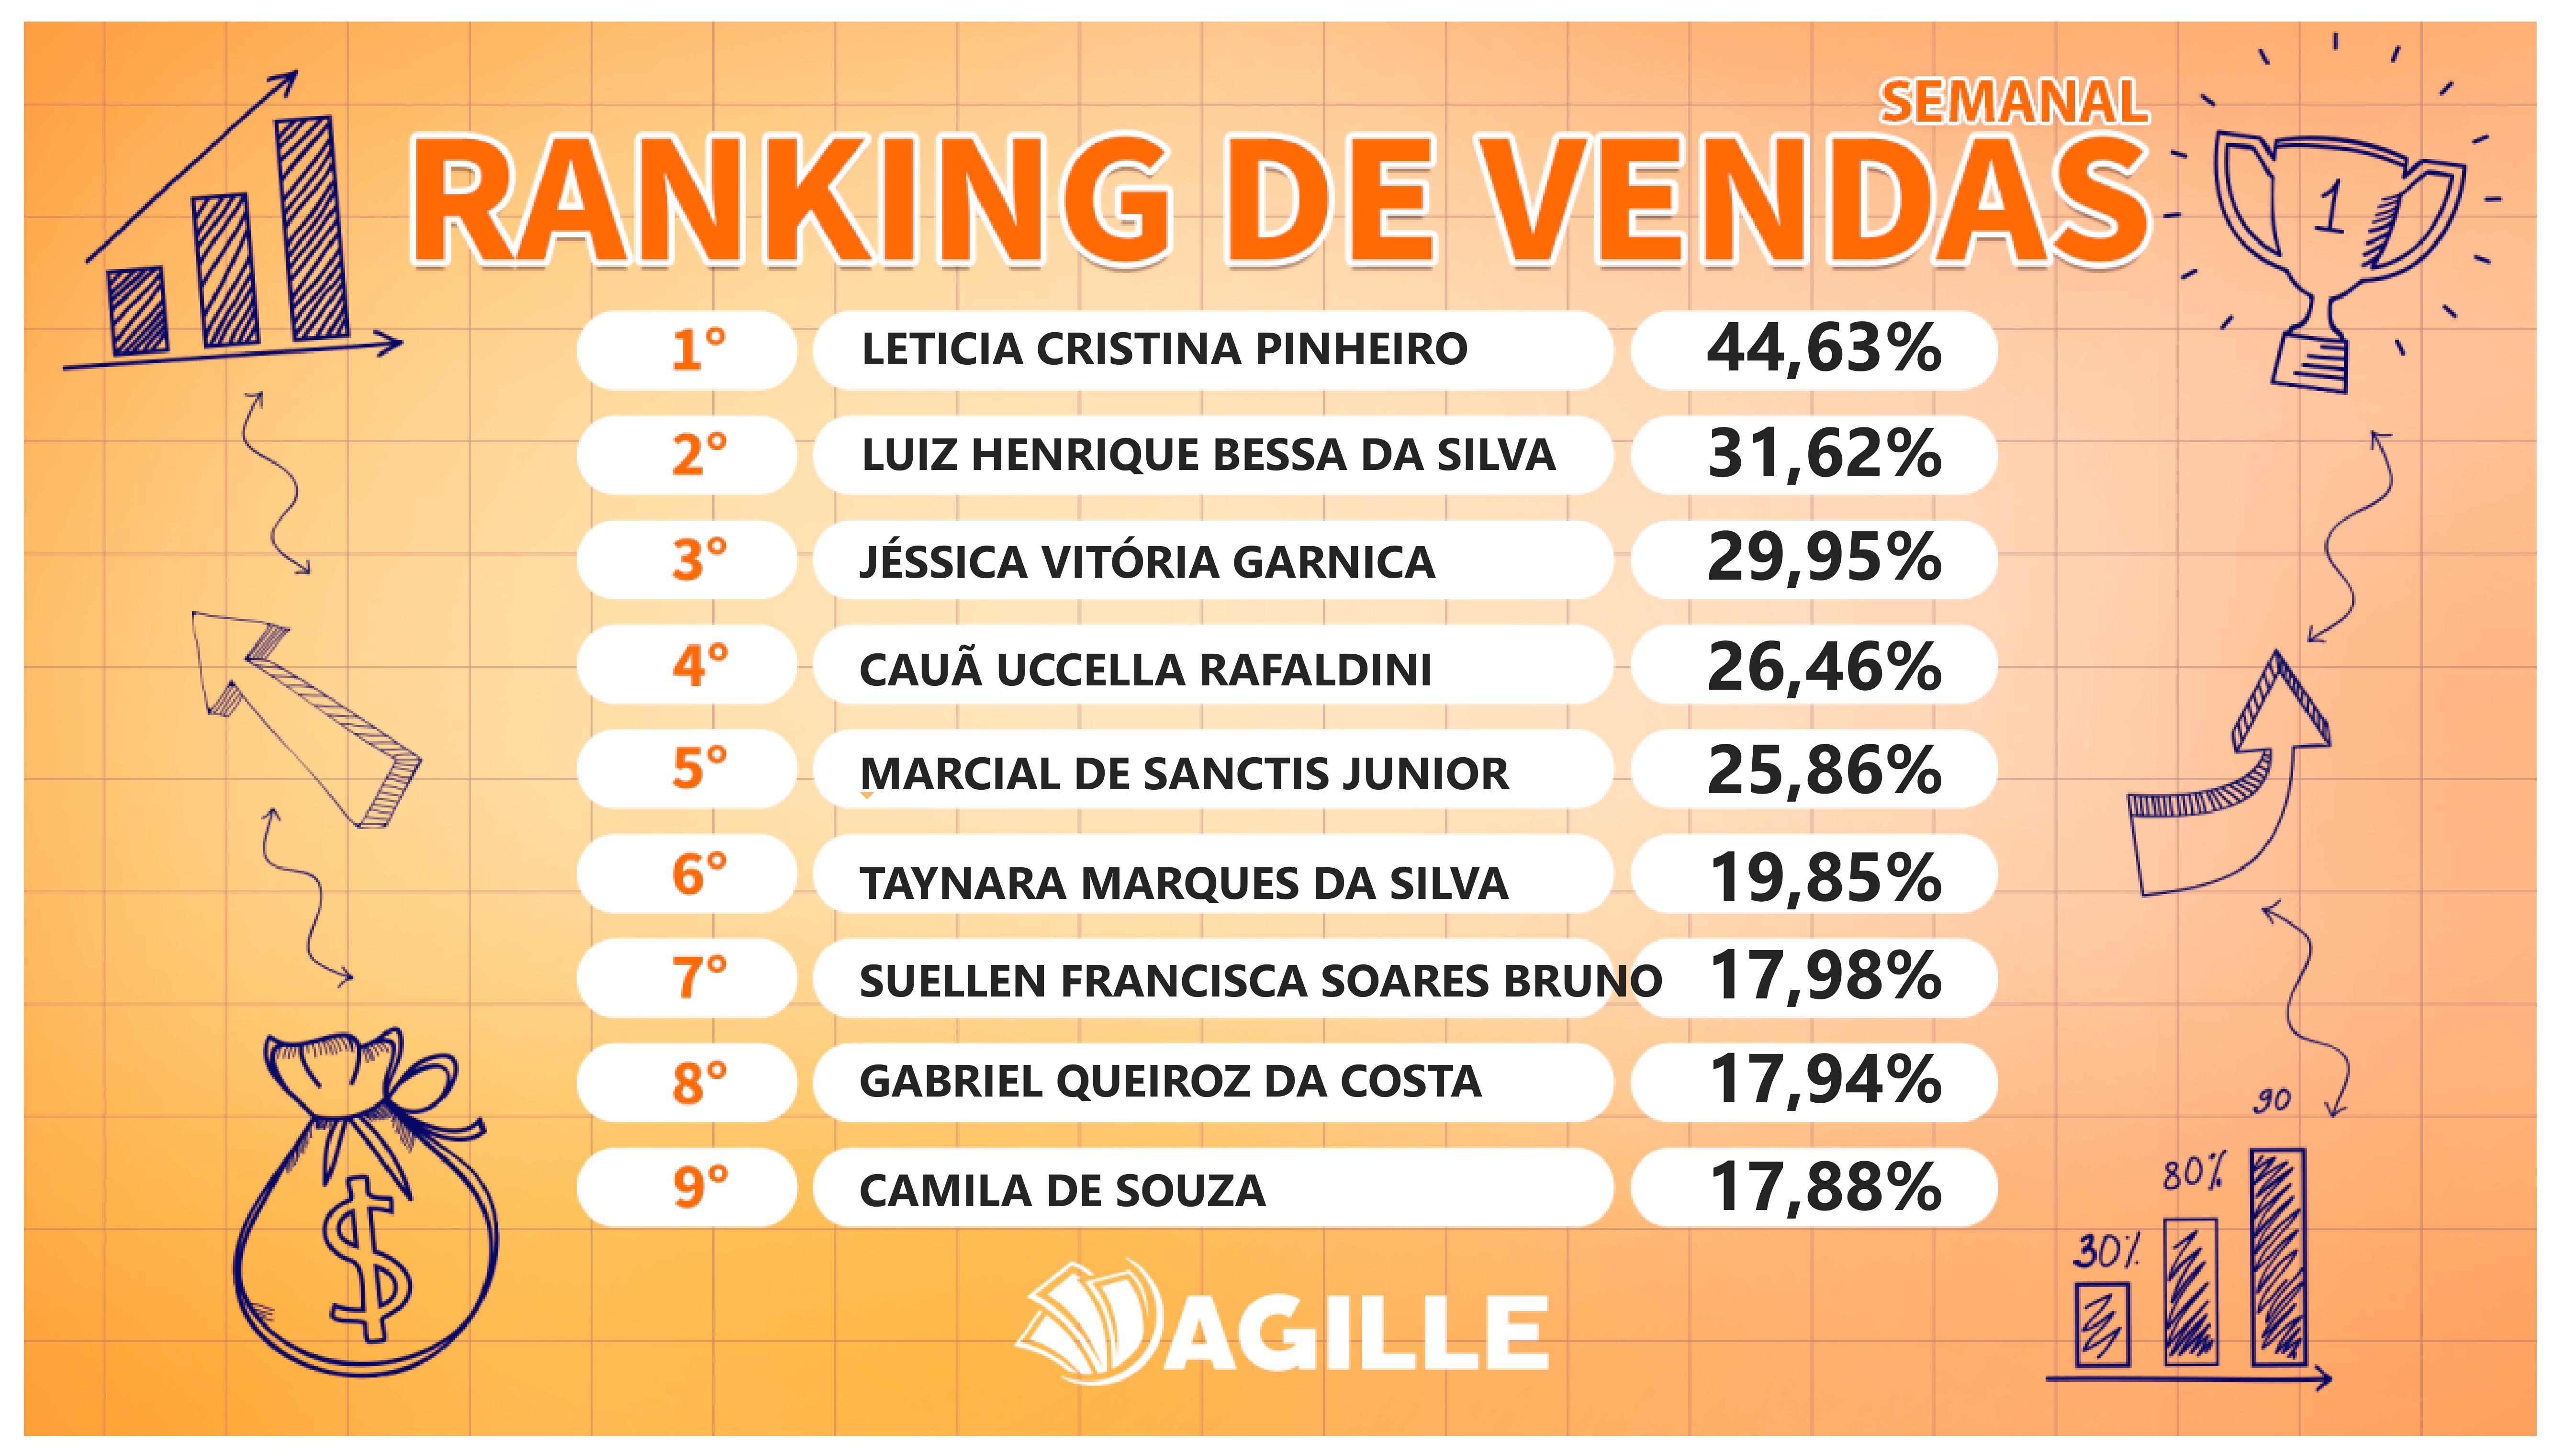 SEMANAL
RANKING DE VENDAS
1
1° LETICIA CRISTINA PINHEIRO 44,63%
2° LUIZ HENRIQUE BESSA DA SILVA 31,62%
3° JÉSSICA VITÓRIA GARNICA 29,95%
4° CAUÃ UCCELLA RAFALDINI 26,46%
5° MARCIAL DE SANCTIS JUNIOR 25,86%
6° TAYNARA MARQUES DA SILVA 19,85%
7° SUELLEN FRANCISCA SOARES BRUNO 17,98%
8° GABRIEL QUEIROZ DA COSTA 17,94%
9° CAMILA DE SOUZA 17,88%
$
90
80%
30%
AGILLE